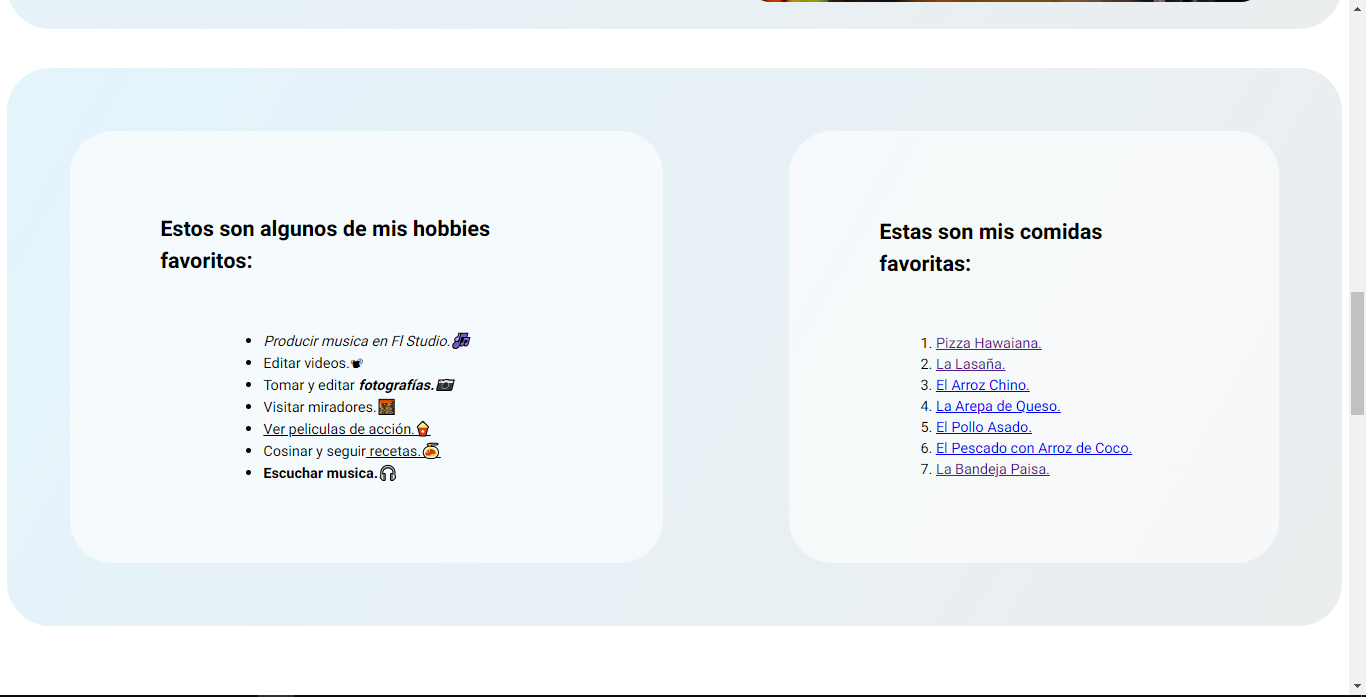 Estos son algunos de mis hobbies
favoritos:
Producir musica en Fl Studio.
Editar videos.
Tomar y editar fotografías.
Visitar miradores.
Ver peliculas de acción.
Cosinar y seguir recetas.
Escuchar musica.
Estas son mis comidas
favoritas:
1. Pizza Hawaiana.
2. La Lasaña.
3. El Arroz Chino.
4. La Arepa de Queso.
5. El Pollo Asado.
6. El Pescado con Arroz de Coco.
7. La Bandeja Paisa.